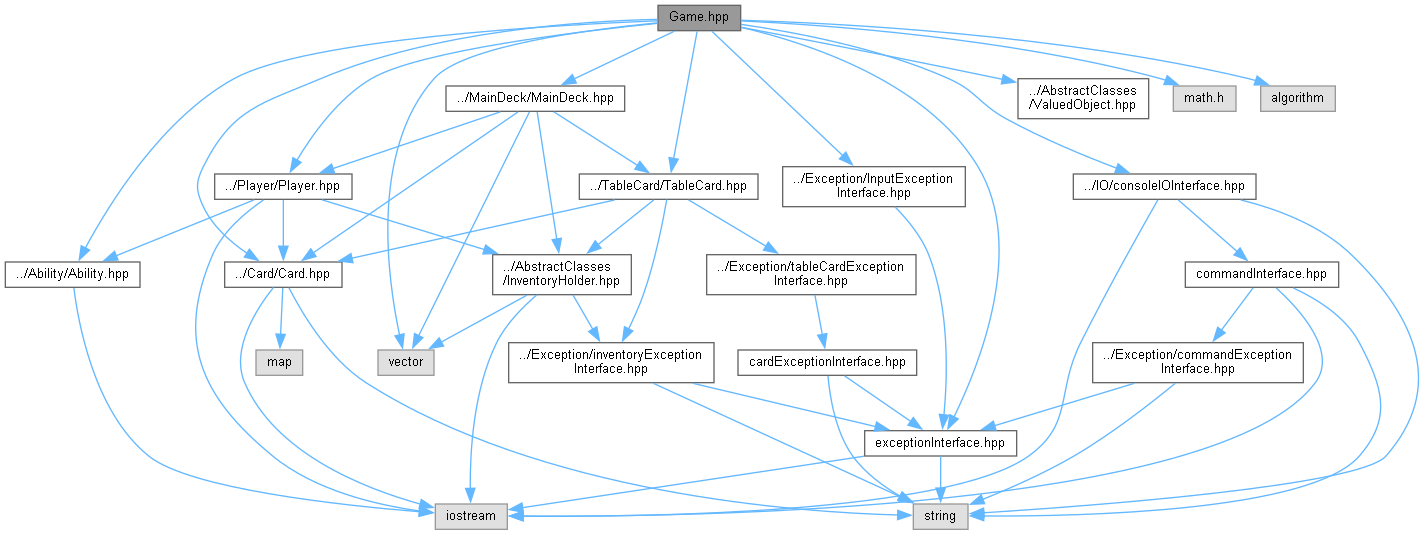 Game.hpp
../AbstractClasses
/ValuedObject.hpp
../MainDeck/MainDeck.hpp
math.h
algorithm
../Player/Player.hpp
../TableCard/TableCard.hpp
../Exception/InputException
Interface.hpp
../IO/consoleIOInterface.hpp
../Ability/Ability.hpp
../Card/Card.hpp
../AbstractClasses
/InventoryHolder.hpp
../Exception/tableCardException
Interface.hpp
commandInterface.hpp
map
vector
../Exception/inventoryException
Interface.hpp
cardExceptionInterface.hpp
../Exception/commandException
Interface.hpp
exceptionInterface.hpp
iostream
string